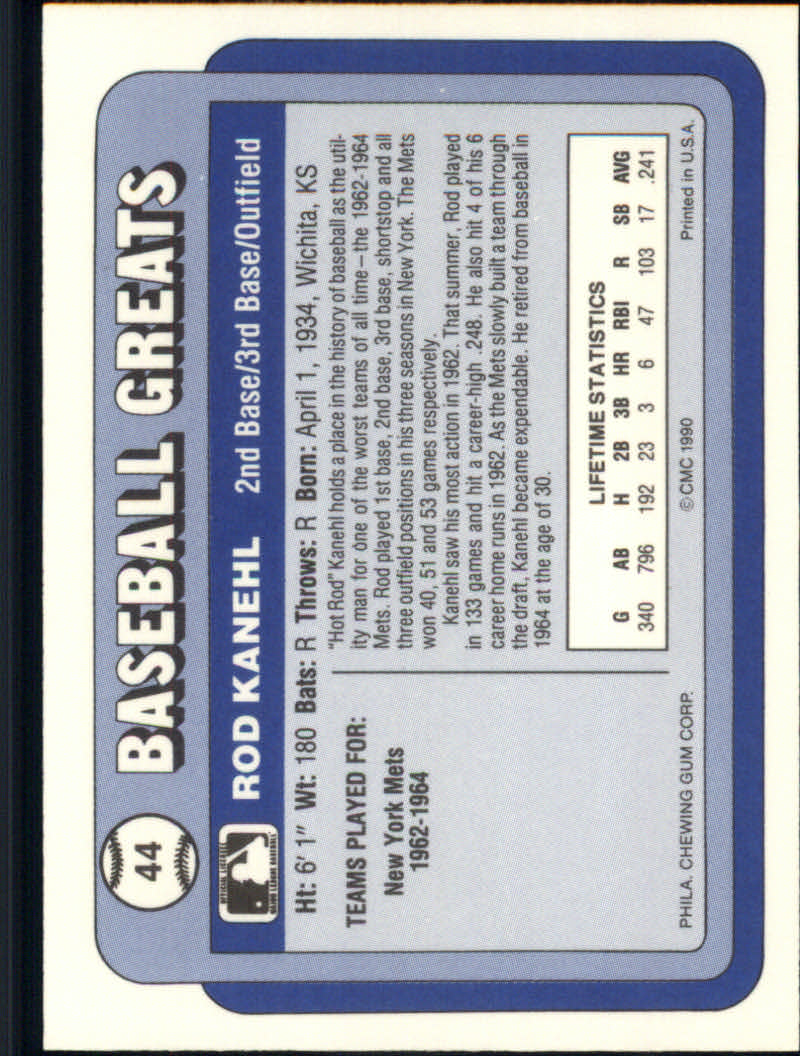 44
BASEBALL GREATS
OFFICIAL LICENSEE
MAJOR LEAGUE BASEBALL
ROD KANEHL 2nd Base/3rd Base/Outfield
Ht: 6' 1" Wt: 180 Bats: R Throws: R Born: April 1, 1934, Wichita, KS
TEAMS PLAYED FOR:
New York Mets
1962-1964
"Hot Rod" Kanehl holds a place in the history of baseball as the util-
ity man for one of the worst teams of all time–the 1962-1964
Mets. Rod played 1st base, 2nd base, 3rd base, shortstop and all
three outfield positions in his three seasons in New York. The Mets
won 40, 51 and 53 games respectively.
Kanehl saw his most action in 1962. That summer, Rod played
in 133 games and hit a career-high .248. He also hit 4 of his 6
career home runs in 1962. As the Mets slowly built a team through
the draft, Kanehl became expendable. He retired from baseball in
1964 at the age of 30.
LIFETIME STATISTICS
G AB H 2B 3B HR RBI R SB AVG
340 796 192 23 3 6 47 103 17 .241
PHILA. CHEWING GUM CORP. ©CMC 1990 Printed in U.S.A.